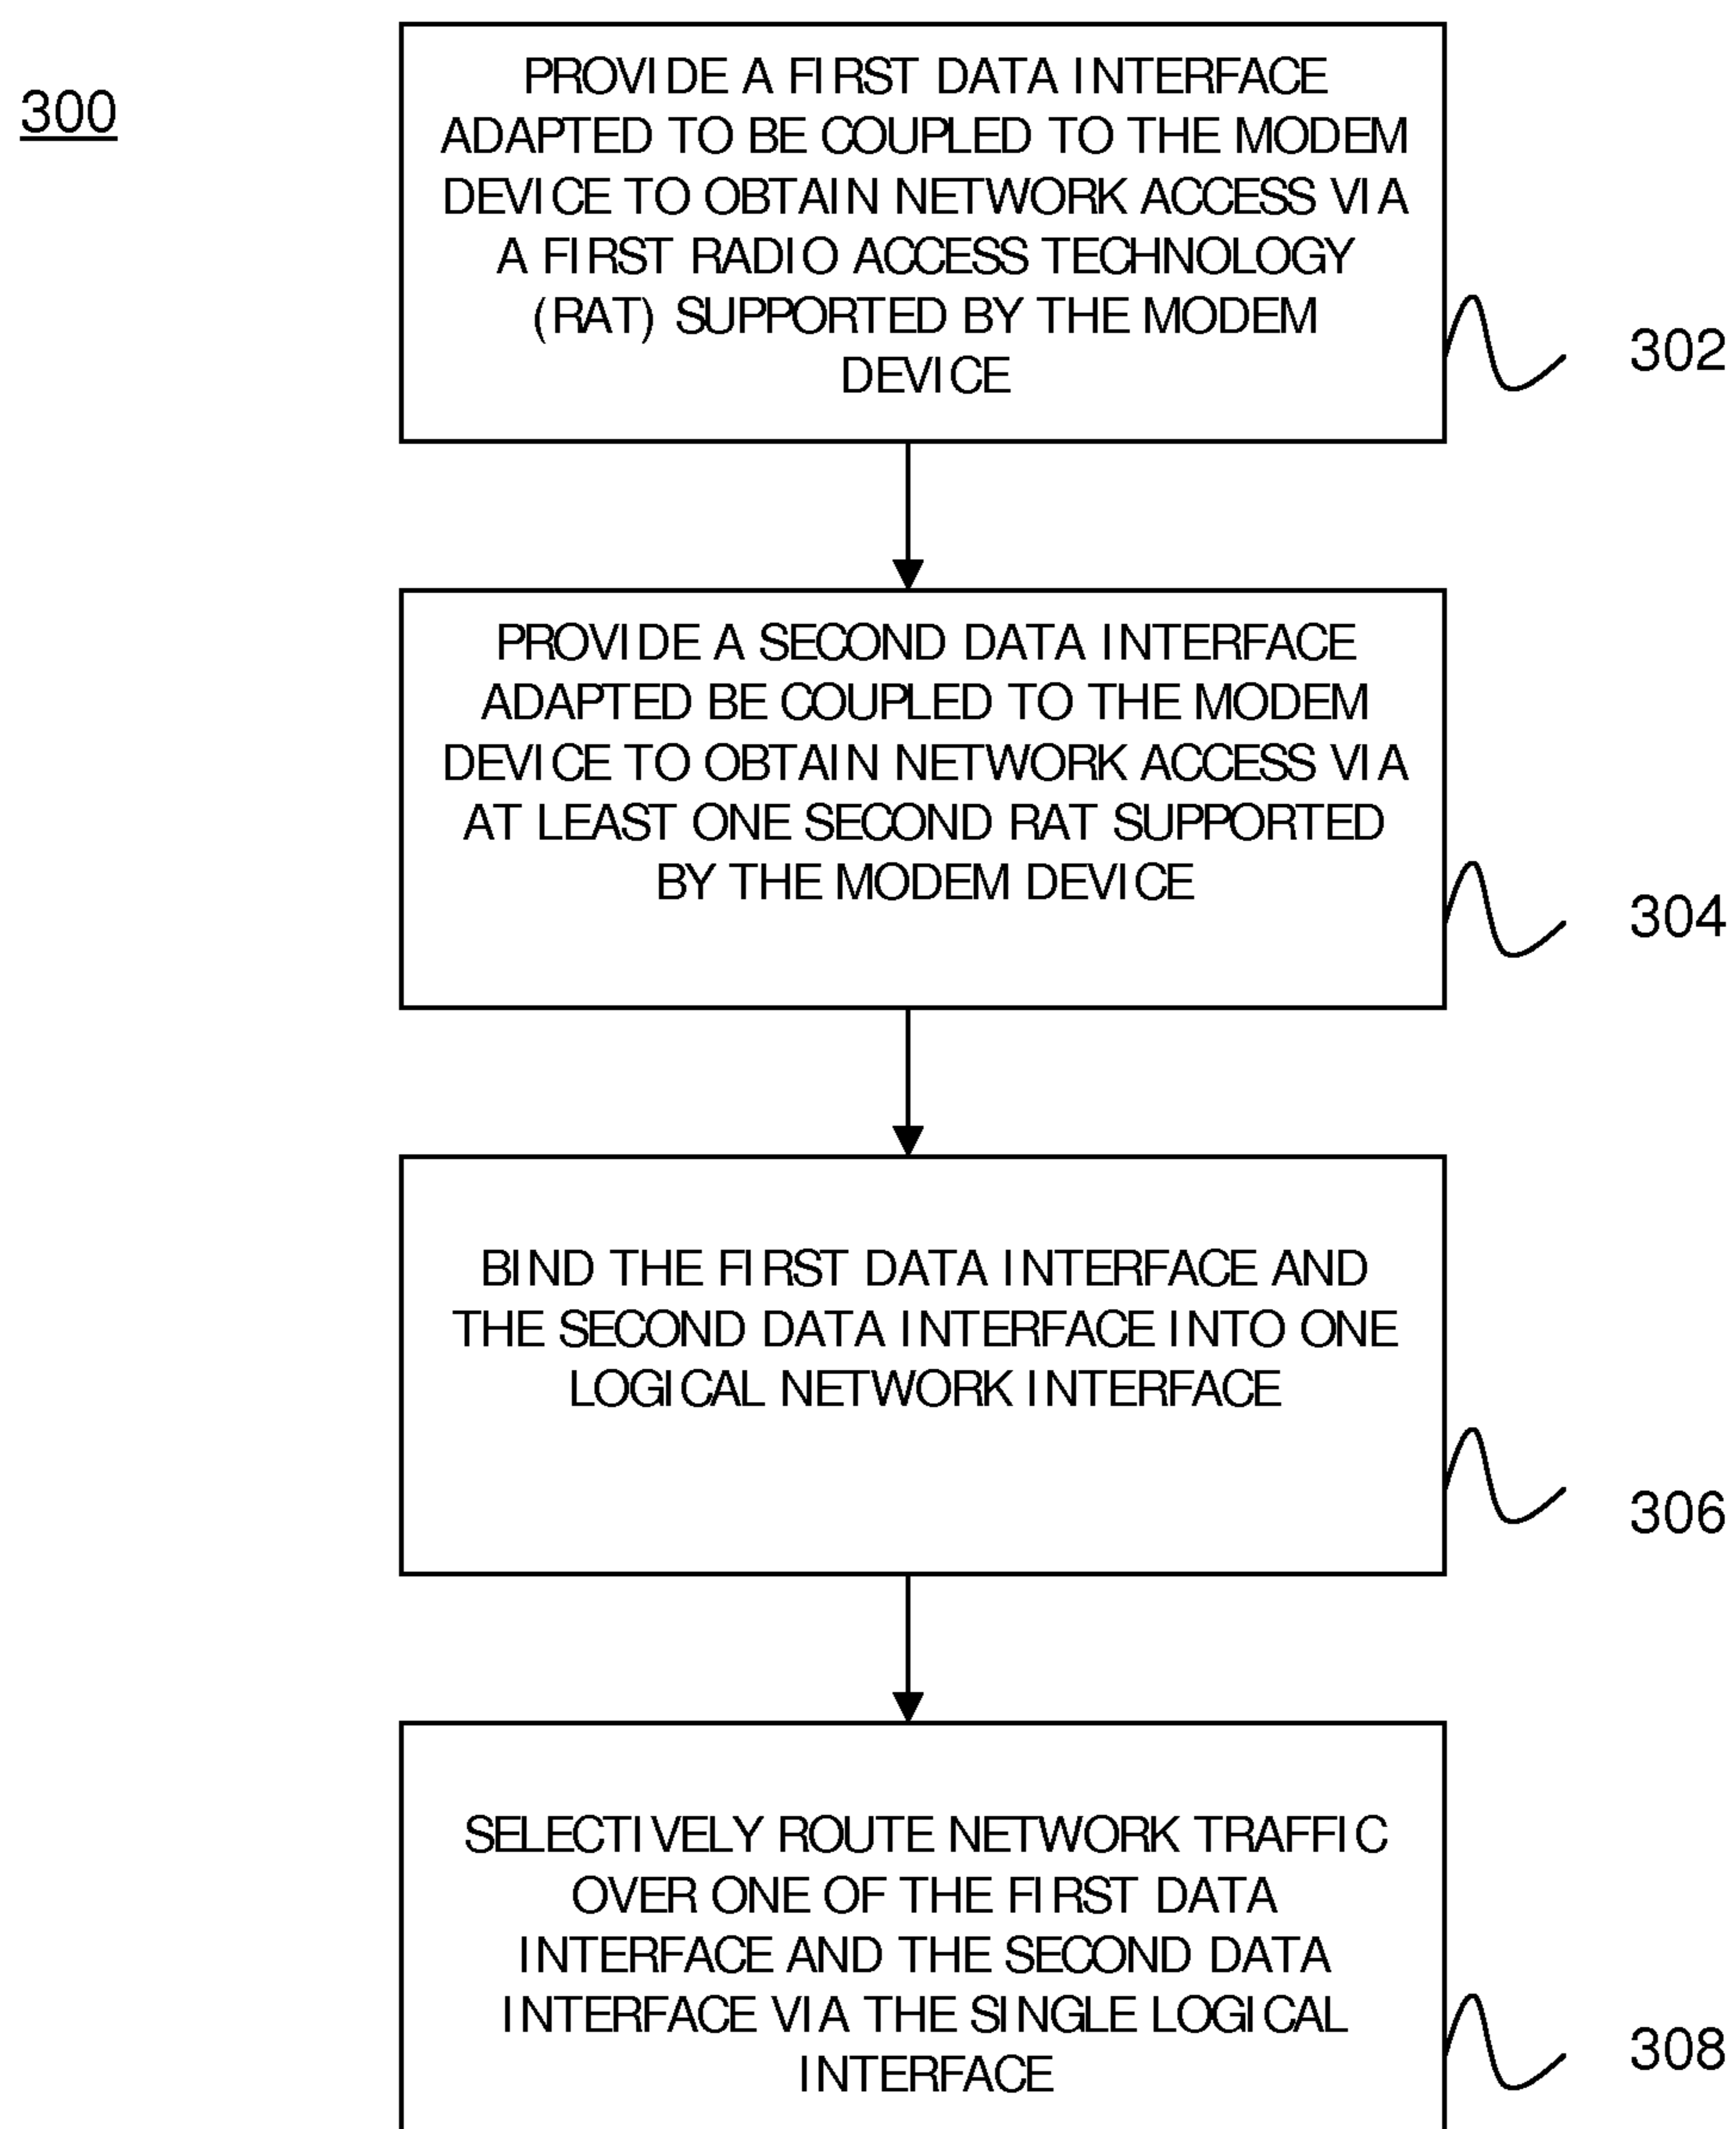 300
PROVIDE A FIRST DATA INTERFACE
ADAPTED TO BE COUPLED TO THE MODEM
DEVICE TO OBTAIN NETWORK ACCESS VIA
A FIRST RADIO ACCESS TECHNOLOGY
(RAT) SUPPORTED BY THE MODEM
DEVICE
302
PROVIDE A SECOND DATA INTERFACE
ADAPTED BE COUPLED TO THE MODEM
DEVICE TO OBTAIN NETWORK ACCESS VIA
AT LEAST ONE SECOND RAT SUPPORTED
BY THE MODEM DEVICE
304
BIND THE FIRST DATA INTERFACE AND
THE SECOND DATA INTERFACE INTO ONE
LOGICAL NETWORK INTERFACE
306
SELECTIVELY ROUTE NETWORK TRAFFIC
OVER ONE OF THE FIRST DATA
INTERFACE AND THE SECOND DATA
INTERFACE VIA THE SINGLE LOGICAL
INTERFACE
308